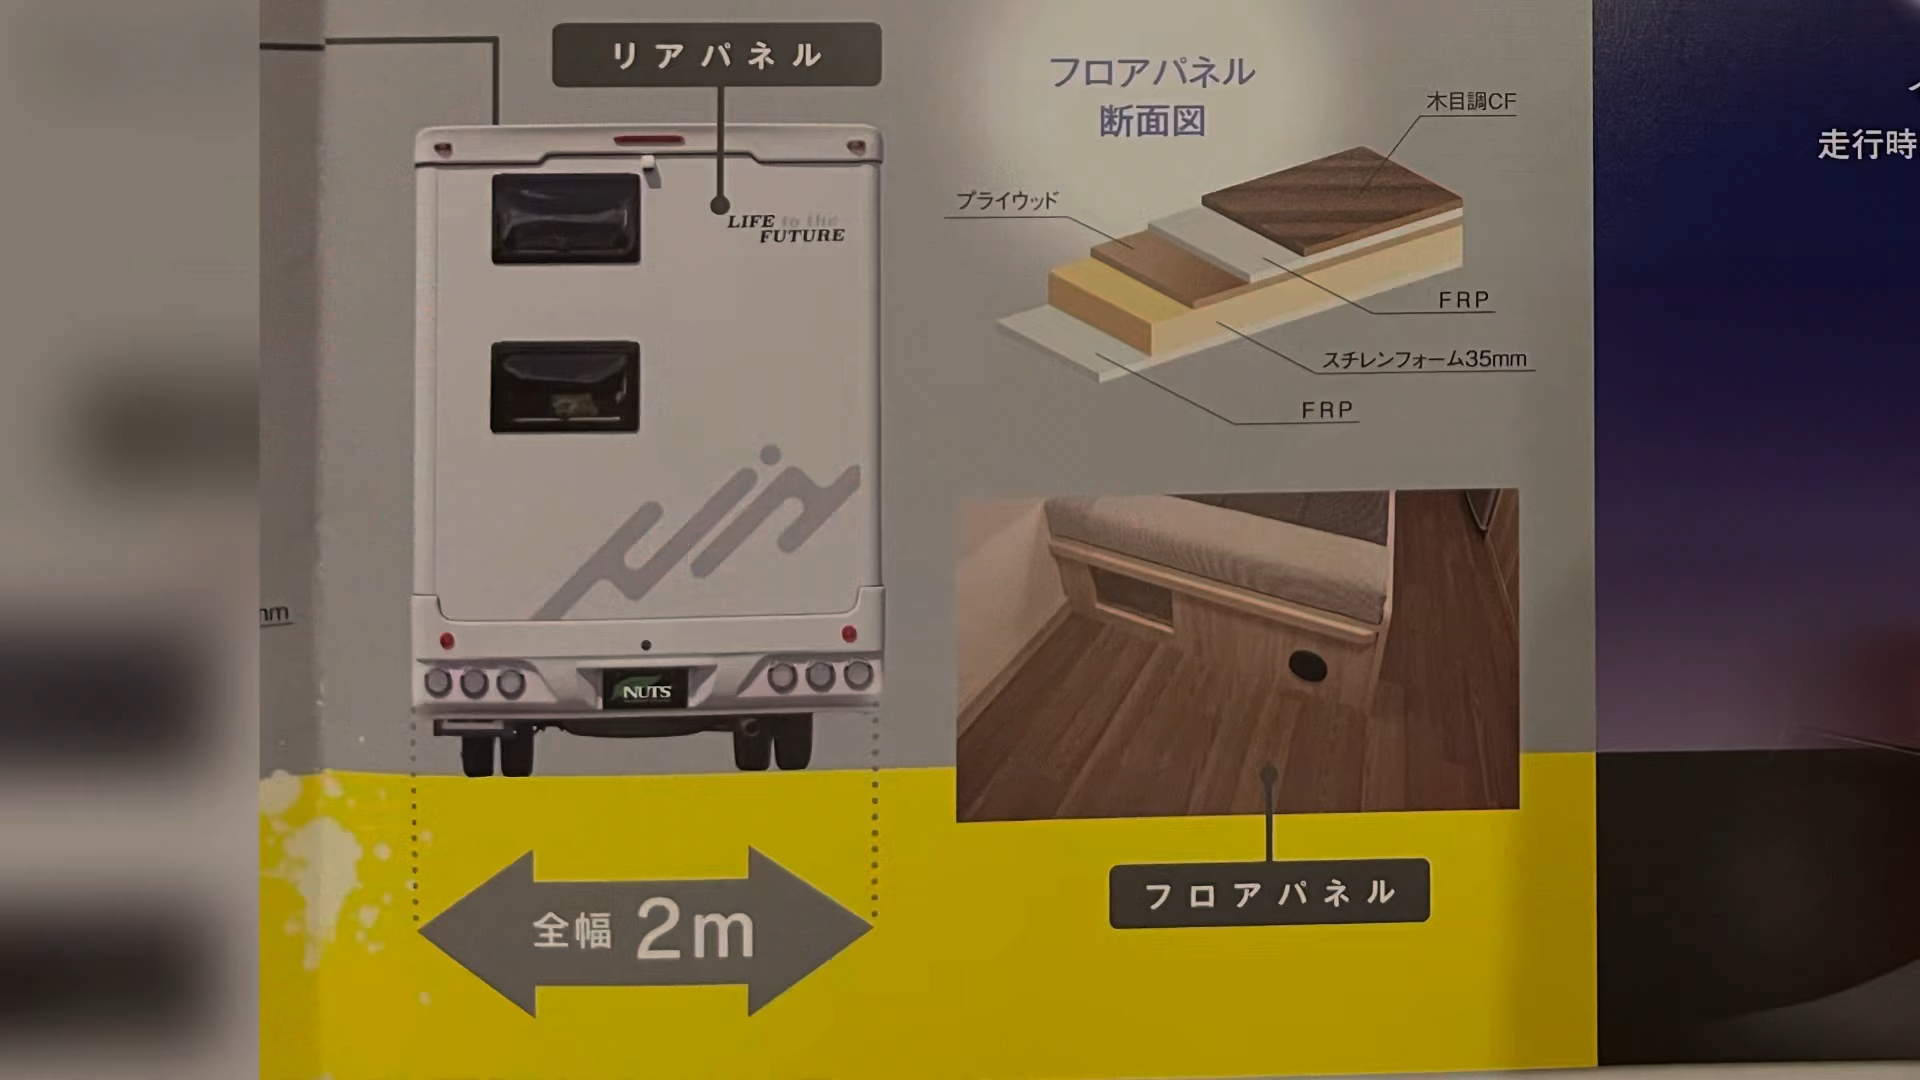 リアパネル
LIFE to the
FUTURE
NUTS
全幅 2m
フロアパネル
断面図
木目調CF
プライウッド
FRP
スチレンフォーム35mm
FRP
フロアパネル
走行時